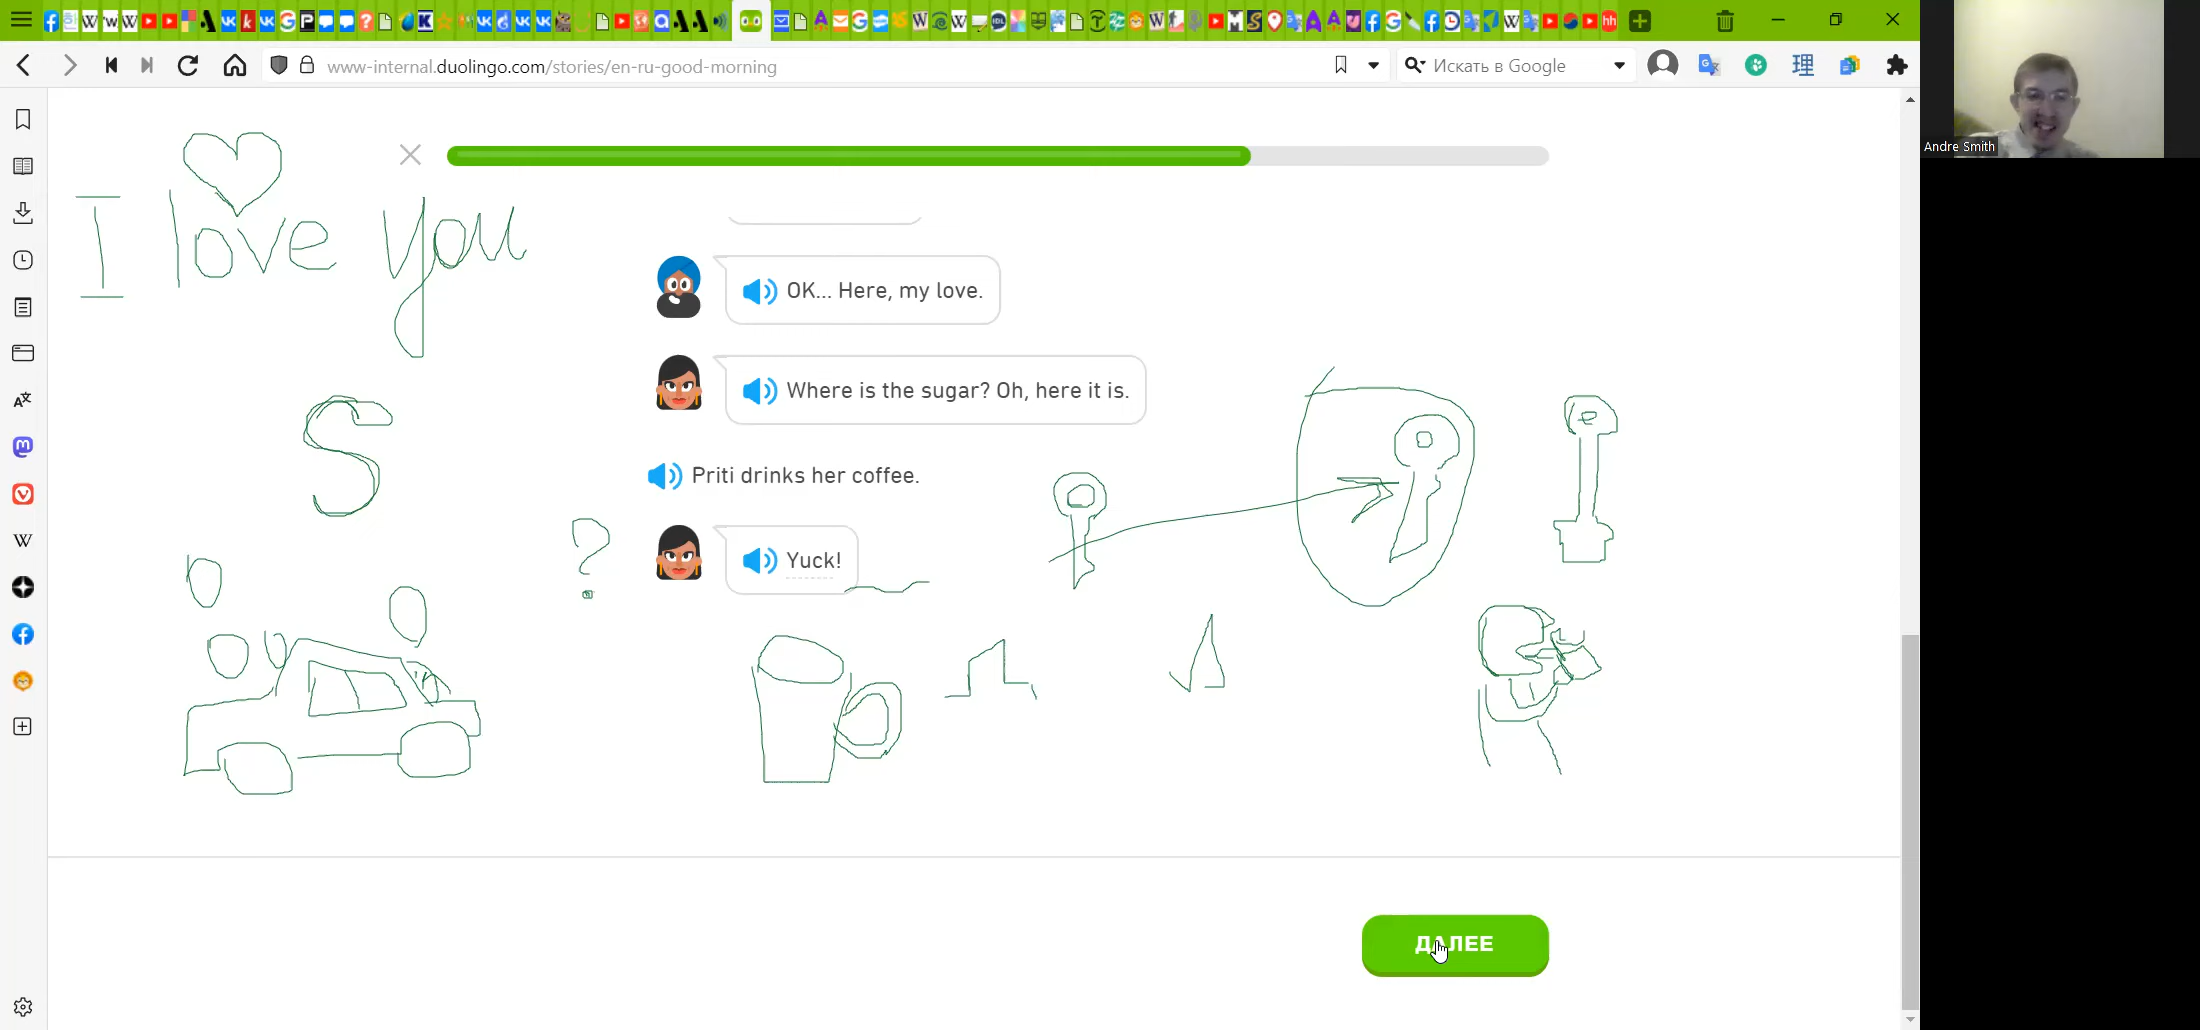 www-internal.duolingo.com/stories/en-ru-good-morning
Искать в Google
Andre Smith
I love you
OK... Here, my love.
Where is the sugar? Oh, here it is.
Priti drinks her coffee.
Yuck!
S
?
e
ДАЛЕЕ